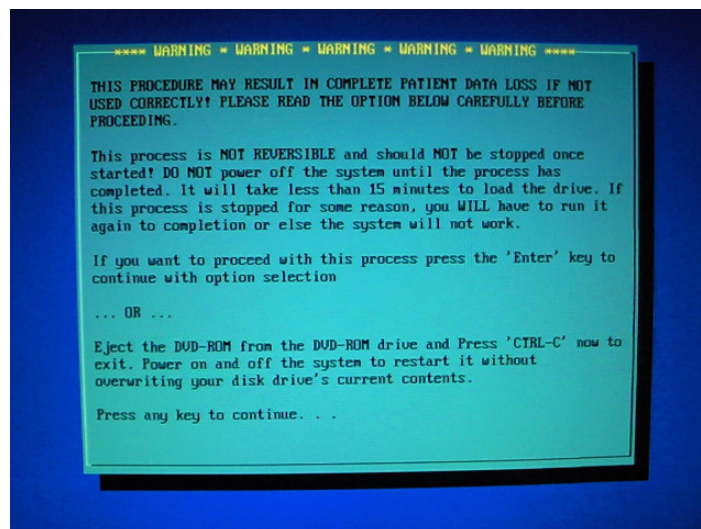 **** WARNING * WARNING * WARNING * WARNING * WARNING ****
THIS PROCEDURE MAY RESULT IN COMPLETE PATIENT DATA LOSS IF NOT
USED CORRECTLY! PLEASE READ THE OPTION BELOW CAREFULLY BEFORE
PROCEEDING.
This process is NOT REVERSIBLE and should NOT be stopped once
started! DO NOT power off the system until the process has
completed. It will take less than 15 minutes to load the drive. If
this process is stopped for some reason, you WILL have to run it
again to completion or else the system will not work.
If you want to proceed with this process press the 'Enter' key to
continue with option selection
... OR ...
Eject the DVD-ROM from the DVD-ROM drive and Press 'CTRL-C' now to
exit. Power on and off the system to restart it without
overwriting your disk drive's current contents.
Press any key to continue. . .